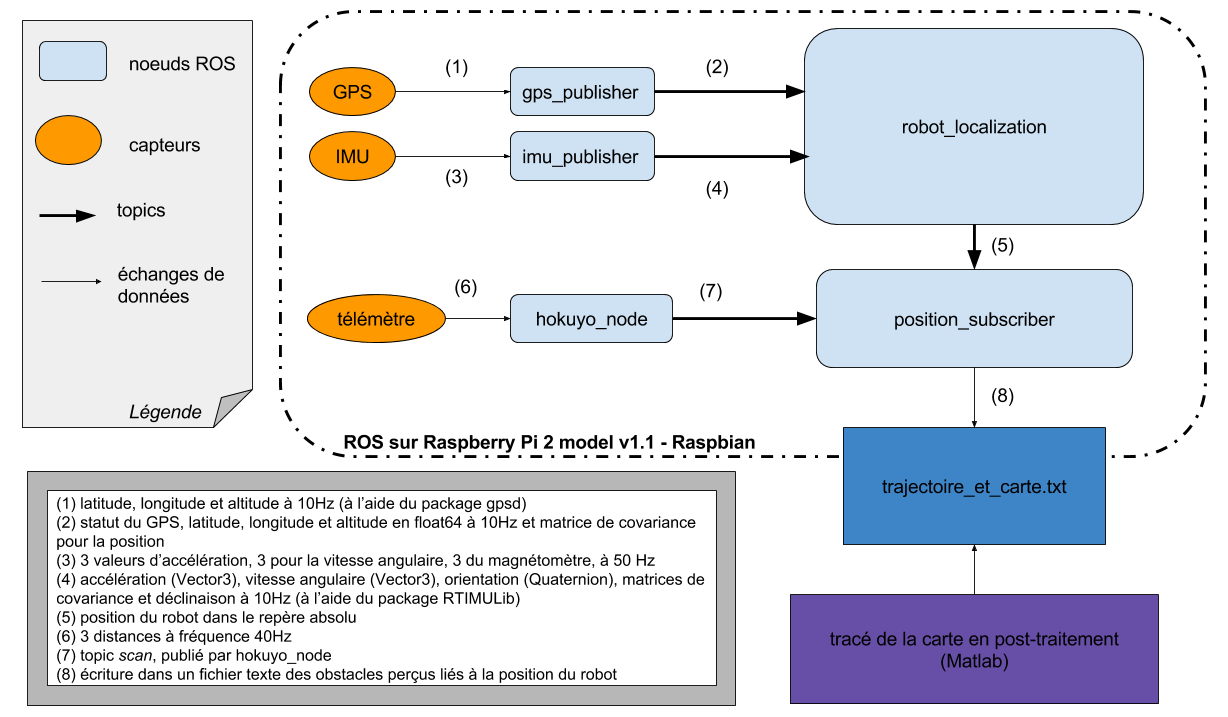 noeuds ROS
capteurs
topics
échanges de
données
Légende
GPS
(1)
gps_publisher
(2)
robot_localization
IMU
(3)
imu_publisher
(4)
(5)
télémètre
(6)
hokuyo_node
(7)
position_subscriber
(8)
ROS sur Raspberry Pi 2 model v1.1 - Raspbian
trajectoire_et_carte.txt
tracé de la carte en post-traitement
(Matlab)
(1) latitude, longitude et altitude à 10Hz (à l’aide du package gpsd)
(2) statut du GPS, latitude, longitude et altitude en float64 à 10Hz et matrice de covariance
pour la position
(3) 3 valeurs d’accélération, 3 pour la vitesse angulaire, 3 du magnétomètre, à 50 Hz
(4) accélération (Vector3), vitesse angulaire (Vector3), orientation (Quaternion), matrices de
covariance et déclinaison à 10Hz (à l’aide du package RTIMULib)
(5) position du robot dans le repère absolu
(6) 3 distances à fréquence 40Hz
(7) topic scan, publié par hokuyo_node
(8) écriture dans un fichier texte des obstacles perçus liés à la position du robot